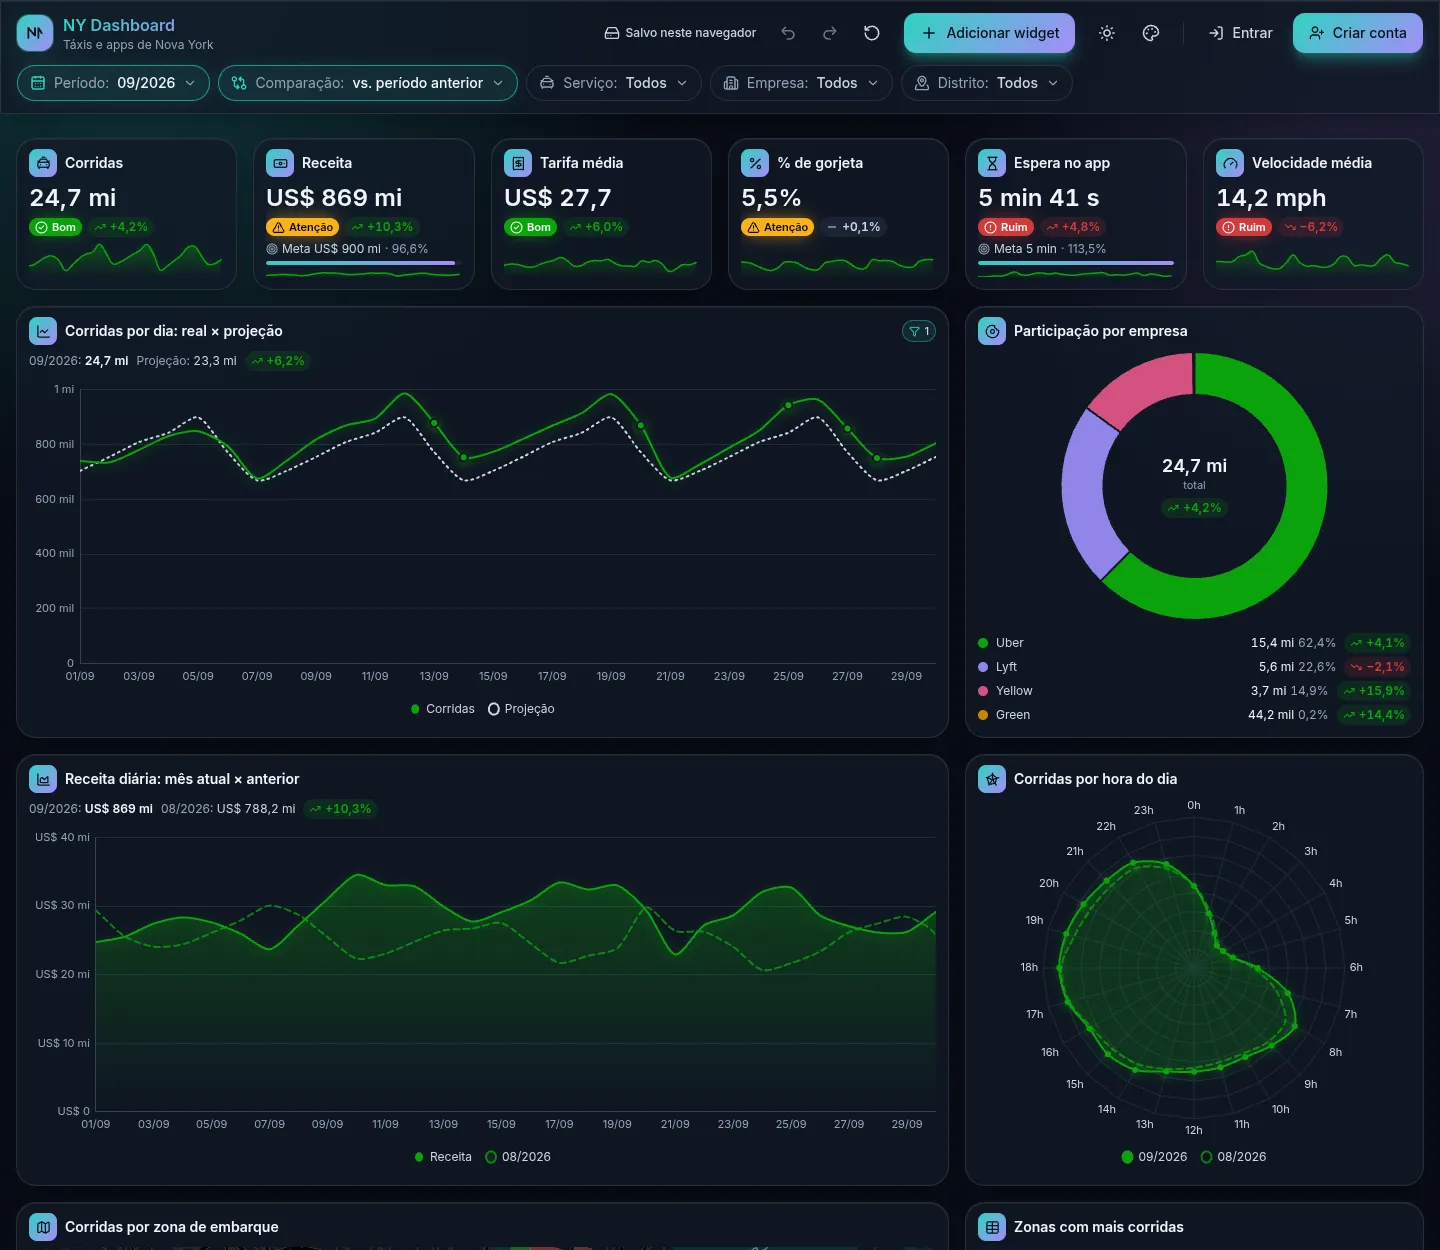 NY Dashboard
Táxis e apps de Nova York
Salvo neste navegador
Adicionar widget
Entrar
Criar conta
Período: 09/2026
Comparação: vs. período anterior
Serviço: Todos
Empresa: Todos
Distrito: Todos
Corridas
24,7 mi
Bom
+4,2%
Receita
US$ 869 mi
Atenção
+10,3%
Meta US$ 900 mi · 96,6%
Tarifa média
US$ 27,7
Bom
+6,0%
% de gorjeta
5,5%
Atenção
+0,1%
Espera no app
5 min 41 s
Ruim
+4,8%
Meta 5 min · 113,5%
Velocidade média
14,2 mph
Ruim
−6,2%
Corridas por dia: real × projeção
1
09/2026: 24,7 mi Projeção: 23,3 mi +6,2%
1 mi
800 mil
600 mil
400 mil
200 mil
0
01/09 03/09 05/09 07/09 09/09 11/09 13/09 15/09 17/09 19/09 21/09 23/09 25/09 27/09 29/09
Corridas Projeção
Participação por empresa
24,7 mi
total
+4,2%
Uber 15,4 mi 62,4% +4,1%
Lyft 5,6 mi 22,6% −2,1%
Yellow 3,7 mi 14,9% +15,9%
Green 44,2 mil 0,2% +14,4%
Receita diária: mês atual × anterior
09/2026: US$ 869 mi 08/2026: US$ 788,2 mi +10,3%
US$ 40 mi
US$ 30 mi
US$ 20 mi
US$ 10 mi
US$ 0
01/09 03/09 05/09 07/09 09/09 11/09 13/09 15/09 17/09 19/09 21/09 23/09 25/09 27/09 29/09
Receita 08/2026
Corridas por hora do dia
0h
1h
2h
3h
4h
5h
6h
7h
8h
9h
10h
11h
12h
13h
14h
15h
16h
17h
18h
19h
20h
21h
22h
23h
09/2026 08/2026
Corridas por zona de embarque
Zonas com mais corridas